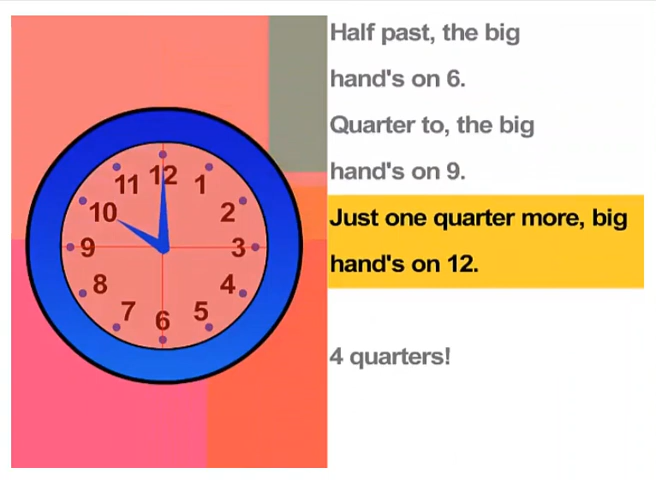 Half past, the big
hand's on 6.
Quarter to, the big
hand's on 9.
Just one quarter more, big
hand's on 12.
4 quarters!
12
11
1
10
2
9
3
8
4
7
5
6